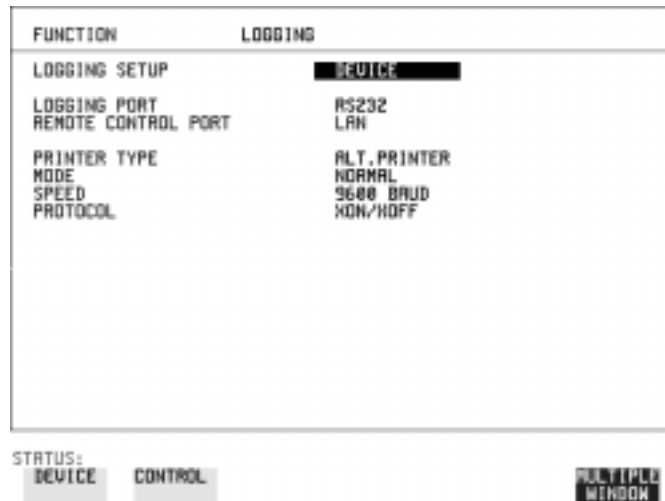 FUNCTION LOGGING
LOGGING SETUP DEVICE
LOGGING PORT RS232
REMOTE CONTROL PORT LAN
PRINTER TYPE ALT.PRINTER
MODE NORMAL
SPEED 9600 BAUD
PROTOCOL XON/XOFF
STATUS:
DEVICE CONTROL MULTIPLE
WINDOW